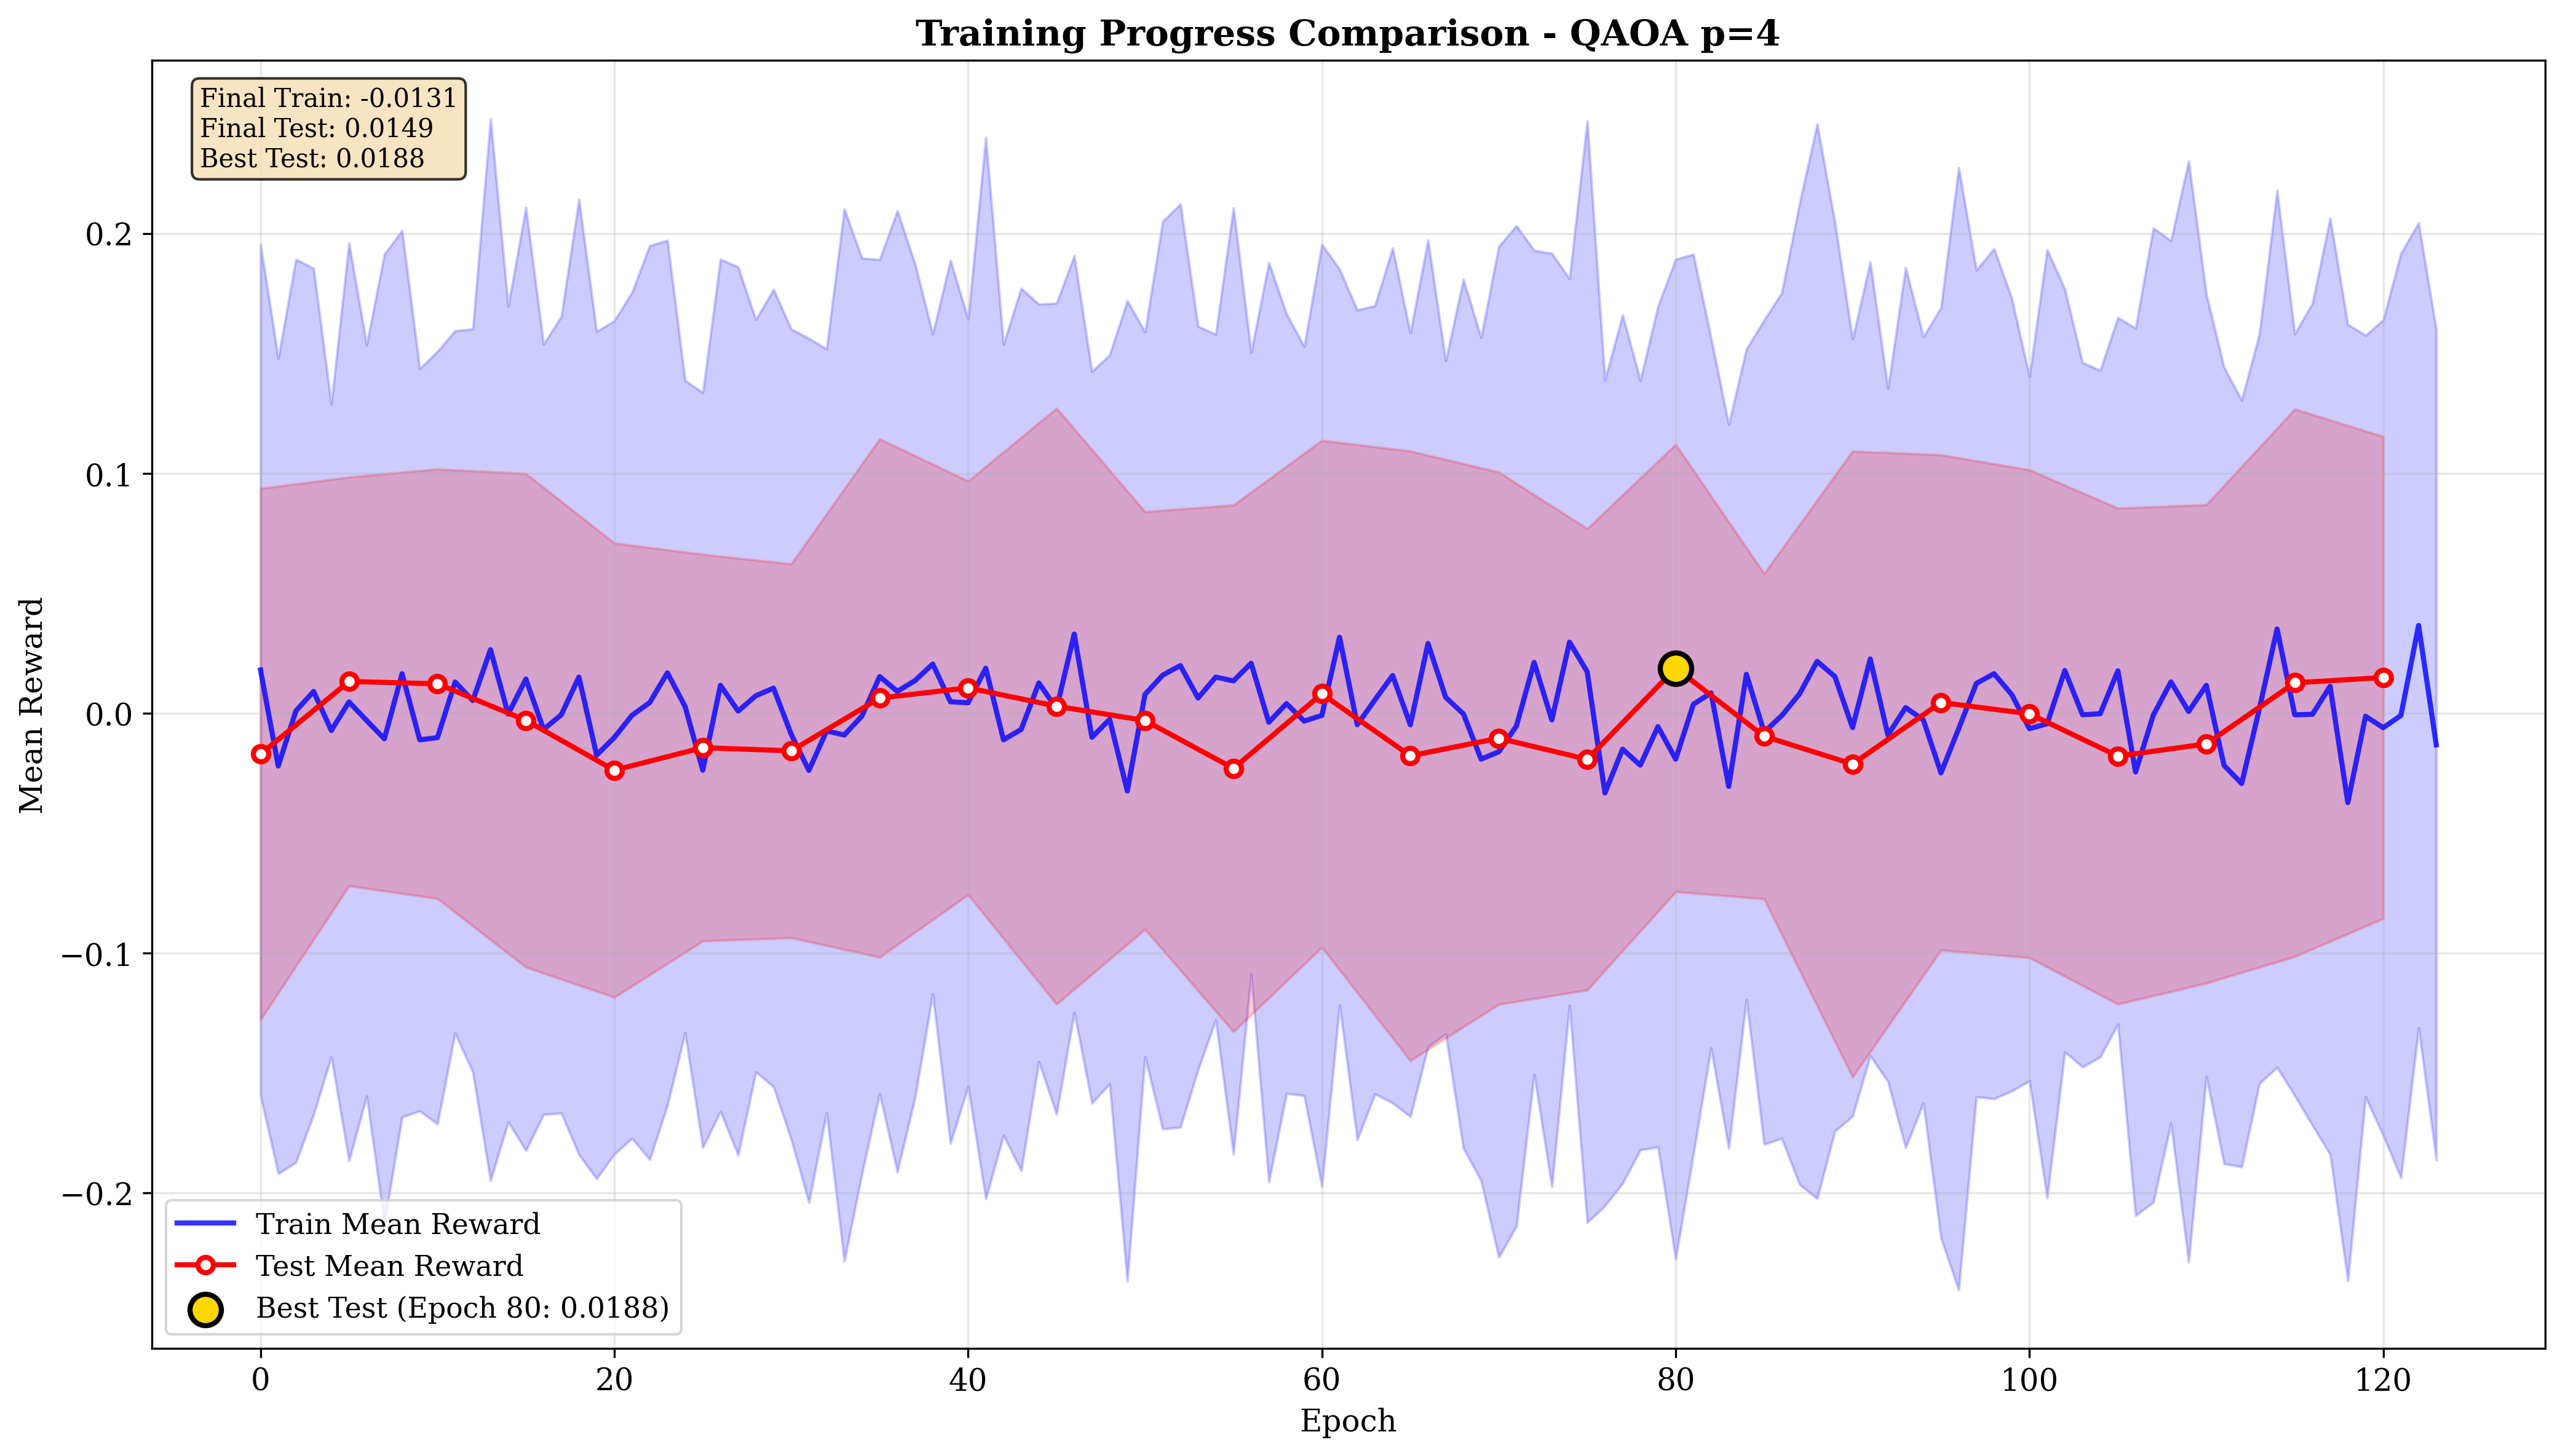 Training Progress Comparison - QAOA p=4
Final Train: -0.0131
Final Test: 0.0149
Best Test: 0.0188
Mean Reward
0.2
0.1
0.0
−0.1
−0.2
Train Mean Reward
Test Mean Reward
Best Test (Epoch 80: 0.0188)
0 20 40 60 80 100 120
Epoch